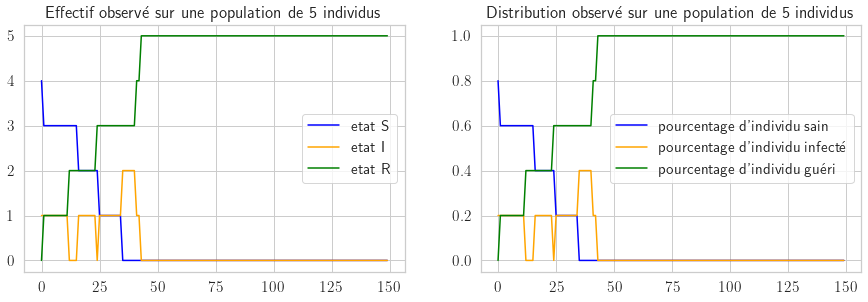 Effectif observé sur une population de 5 individus
5
4
3
2
1
0
0 25 50 75 100 125 150
etat S
etat I
etat R
Distribution observé sur une population de 5 individus
1.0
0.8
0.6
0.4
0.2
0.0
0 25 50 75 100 125 150
pourcentage d'individu sain
pourcentage d'individu infecté
pourcentage d'individu guéri